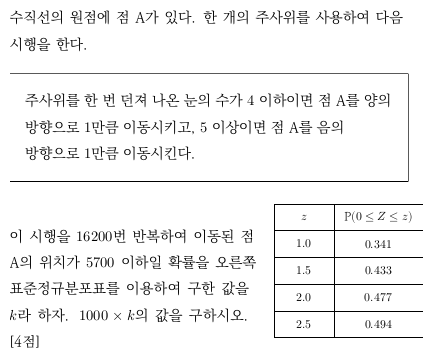 수직선의 원점에 점 A가 있다. 한 개의 주사위를 사용하여 다음
시행을 한다.
주사위를 한 번 던져 나온 눈의 수가 4 이하이면 점 A를 양의
방향으로 1만큼 이동시키고, 5 이상이면 점 A를 음의
방향으로 1만큼 이동시킨다.
이 시행을 16200번 반복하여 이동된 점
A의 위치가 5700 이하일 확률을 오른쪽
표준정규분포표를 이용하여 구한 값을
k라 하자. 1000 × k의 값을 구하시오.
[4점]
z P(0 ≤ Z ≤ z)
1.0 0.341
1.5 0.433
2.0 0.477
2.5 0.494